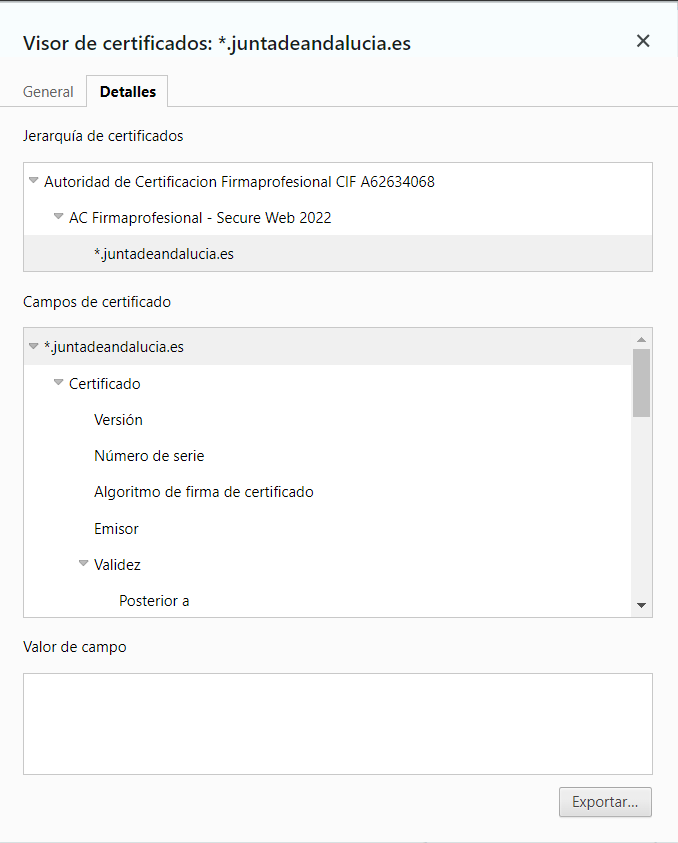 Visor de certificados: *.juntadeandalucia.es
General Detalles
Jerarquía de certificados
Autoridad de Certificacion Firmaprofesional CIF A62634068
AC Firmaprofesional - Secure Web 2022
*.juntadeandalucia.es
Campos de certificado
*.juntadeandalucia.es
Certificado
Versión
Número de serie
Algoritmo de firma de certificado
Emisor
Validez
Posterior a
Valor de campo
Exportar...